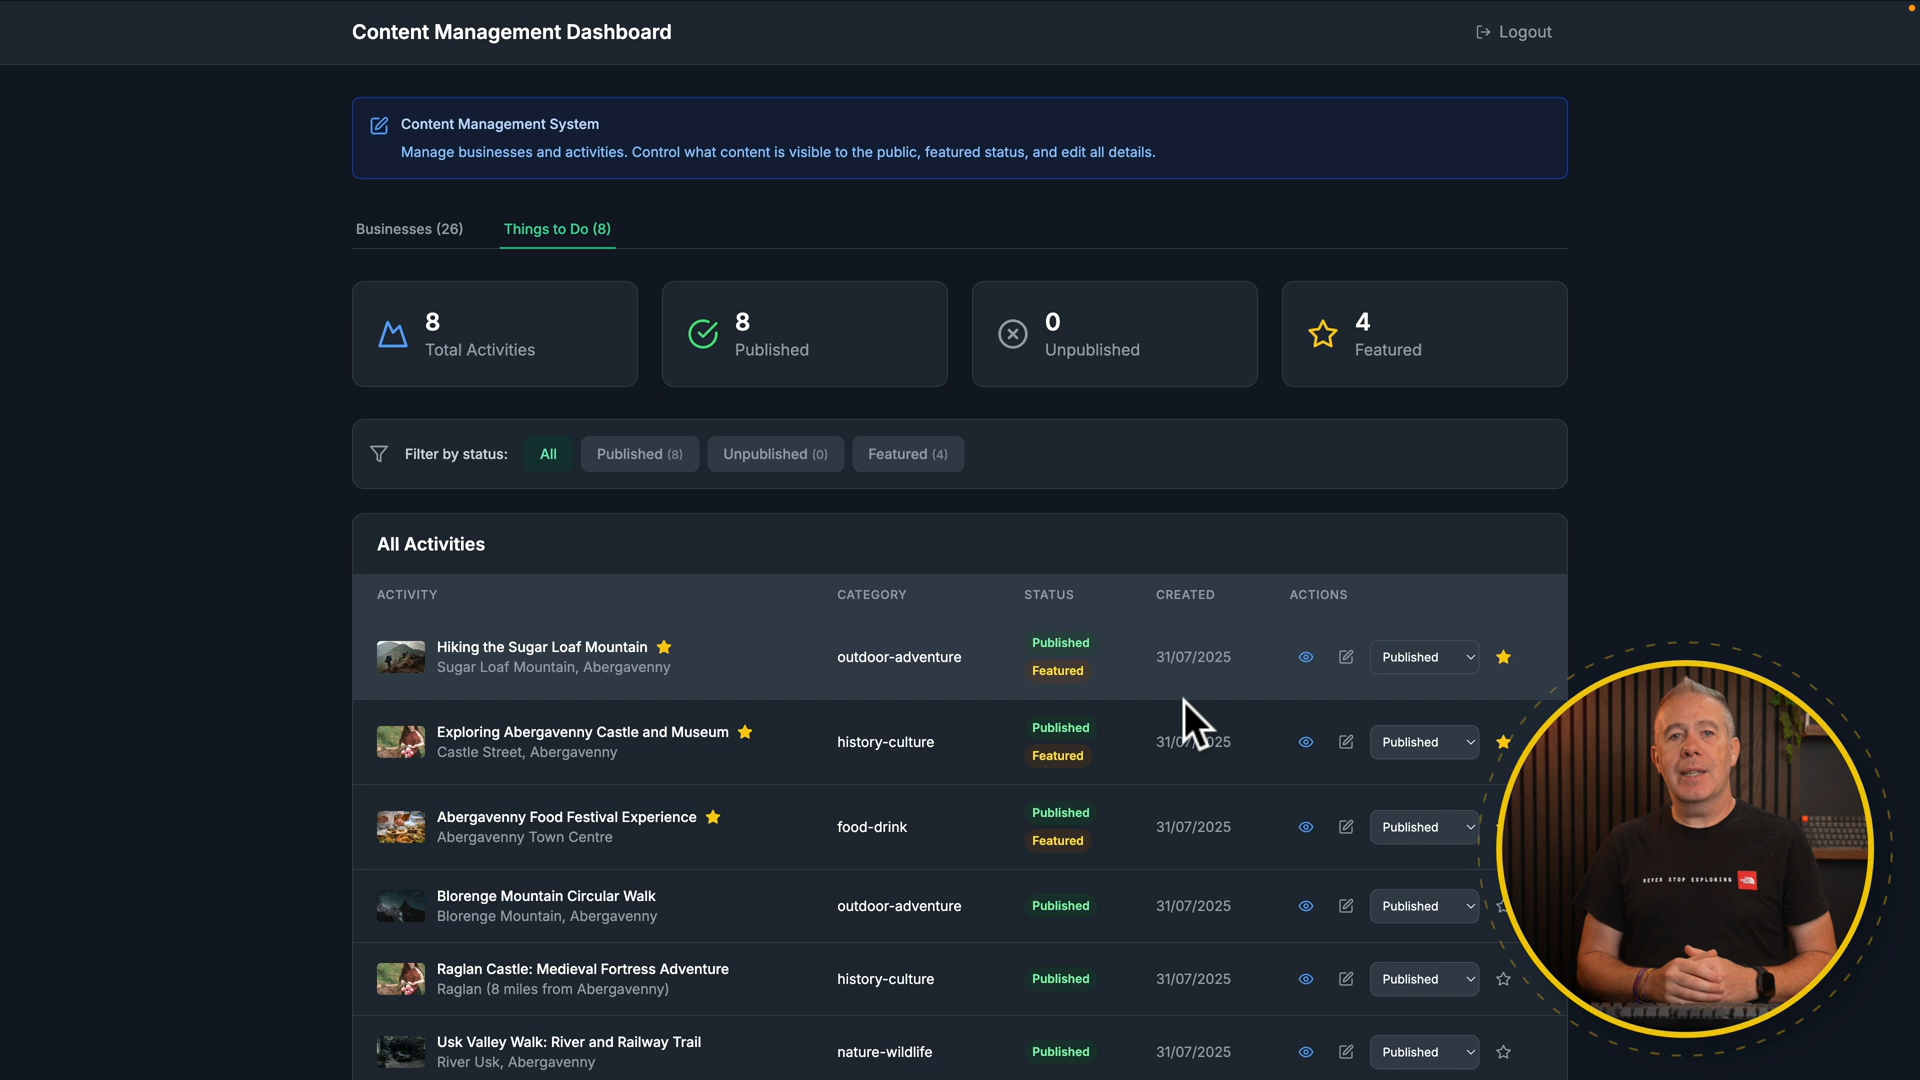 Content Management Dashboard
Logout
Content Management System
Manage businesses and activities. Control what content is visible to the public, featured status, and edit all details.
Businesses (26)
Things to Do (8)
8
Total Activities
8
Published
0
Unpublished
4
Featured
Filter by status:
All
Published (8)
Unpublished (0)
Featured (4)
All Activities
ACTIVITY CATEGORY STATUS CREATED ACTIONS
Hiking the Sugar Loaf Mountain
Sugar Loaf Mountain, Abergavenny
outdoor-adventure
Published
Featured
31/07/2025
Published
Exploring Abergavenny Castle and Museum
Castle Street, Abergavenny
history-culture
Published
Featured
Published
Abergavenny Food Festival Experience
Abergavenny Town Centre
food-drink
Published
Featured
31/07/2025
Published
Blorenge Mountain Circular Walk
Blorenge Mountain, Abergavenny
outdoor-adventure
Published
31/07/2025
Published
Raglan Castle: Medieval Fortress Adventure
Raglan (8 miles from Abergavenny)
history-culture
Published
31/07/2025
Published
Usk Valley Walk: River and Railway Trail
River Usk, Abergavenny
nature-wildlife
Published
31/07/2025
Published
NEVER STOP EXPLORING